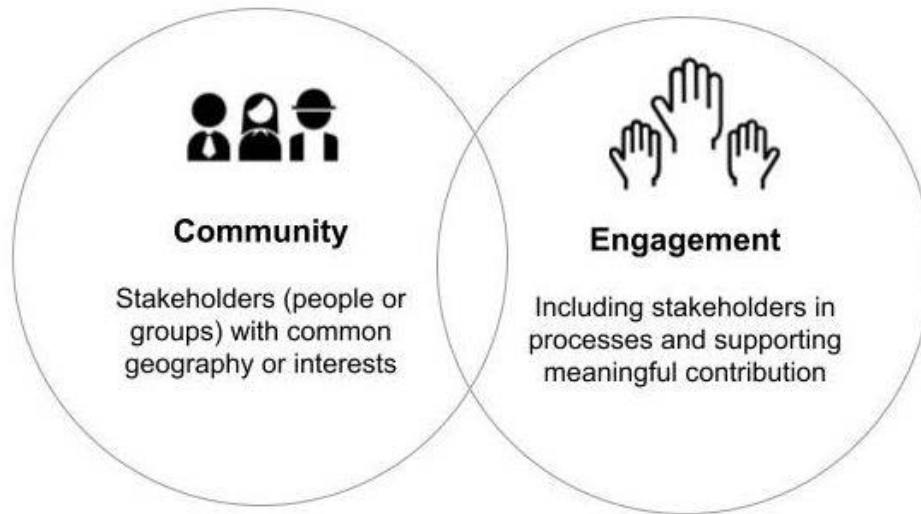 Community
Stakeholders (people or
groups) with common
geography or interests
Engagement
Including stakeholders in
processes and supporting
meaningful contribution